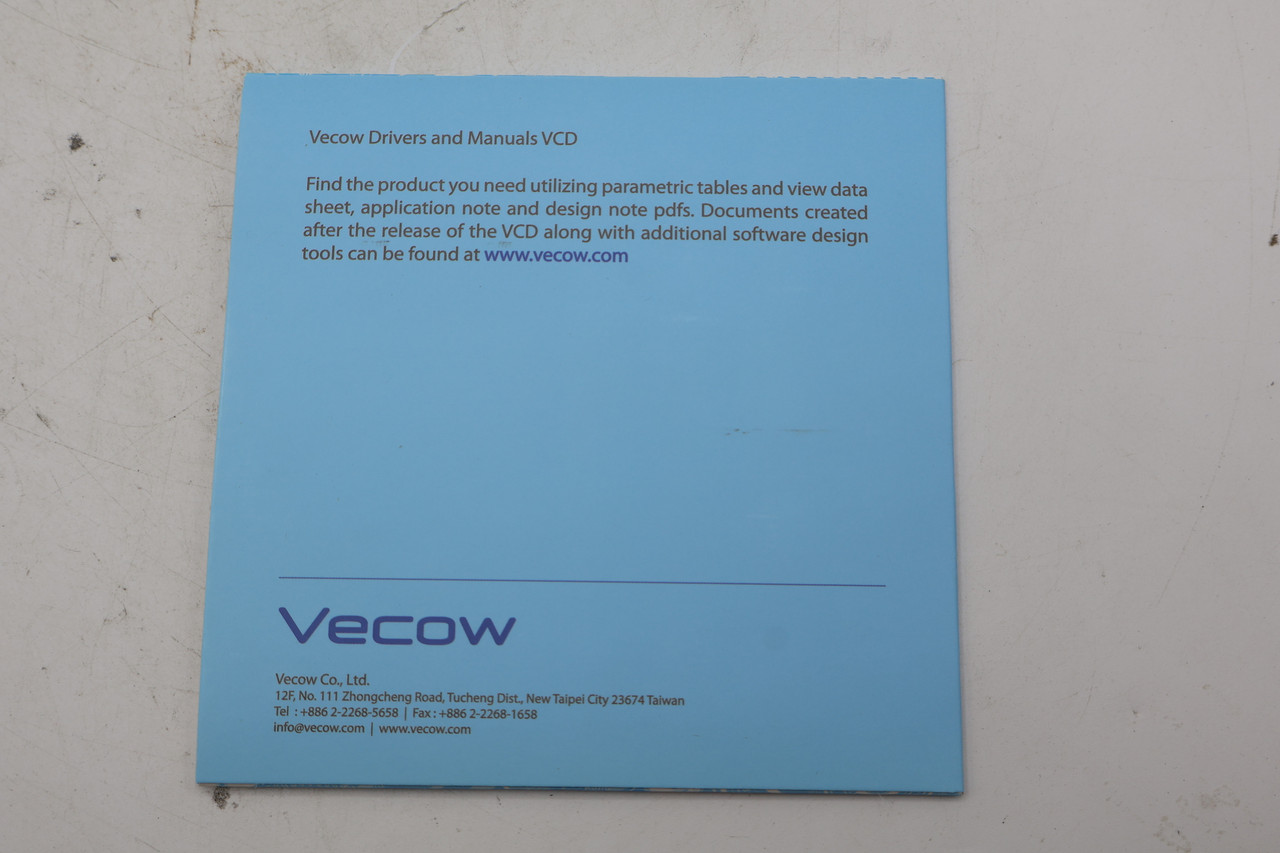 Vecow Drivers and Manuals VCD
Find the product you need utilizing parametric tables and view data
sheet, application note and design note pdfs. Documents created
after the release of the VCD along with additional software design
tools can be found at www.vecow.com
Vecow
Vecow Co., Ltd.
12F, No. 111 Zhongcheng Road, Tucheng Dist., New Taipei City 23674 Taiwan
Tel : +886 2-2268-5658 | Fax : +886 2-2268-1658
info@vecow.com | www.vecow.com